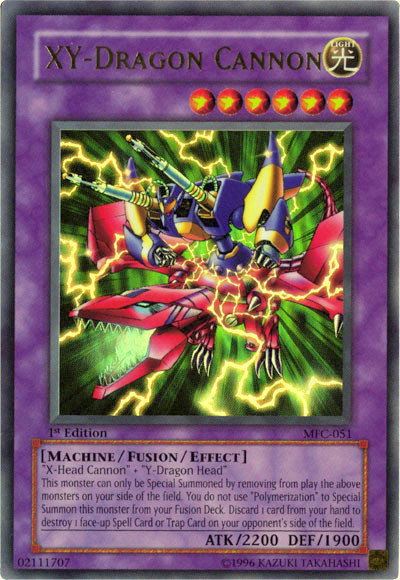 XY-Dragon Cannon
LIGHT
光
1st Edition
MFC-051
[Machine/Fusion/Effect]
"X-Head Cannon" + "Y-Dragon Head"
This monster can only be Special Summoned by removing from play the above
monsters on your side of the field. You do not use "Polymerization" to Special
Summon this monster from your Fusion Deck. Discard 1 card from your hand to
destroy 1 face-up Spell Card or Trap Card on your opponent's side of the field.
ATK/2200 DEF/1900
02111707
©1996 KAZUKI TAKAHASHI